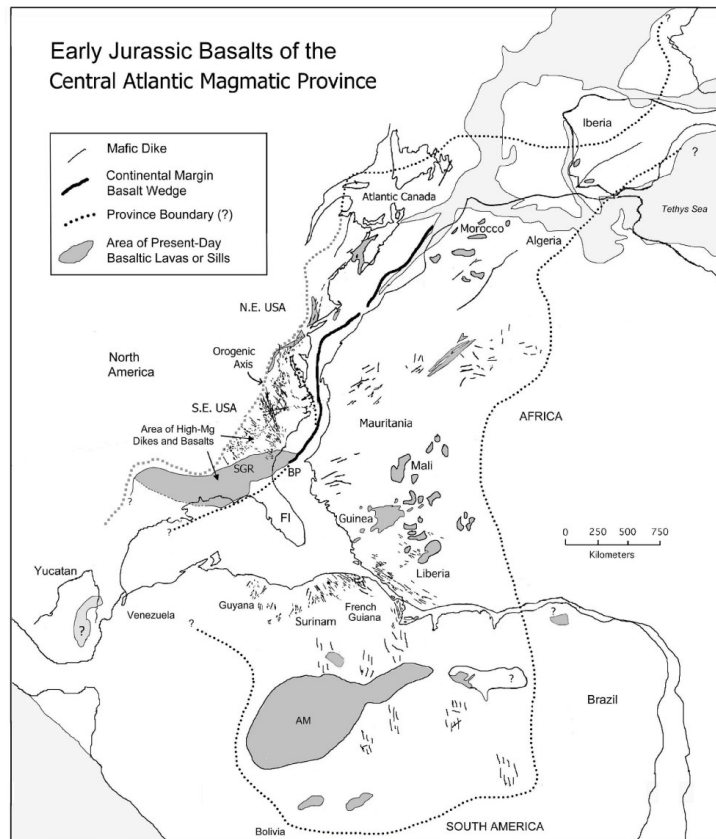 Early Jurassic Basalts of the
Central Atlantic Magmatic Province
Mafic Dike
Continental Margin
Basalt Wedge
Province Boundary (?)
Area of Present-Day
Basaltic Lavas or Sills
?
Iberia
?
Tethys Sea
Atlantic Canada
Morocco
Algeria
N.E. USA
North
America
Orogenic
Axis
S.E. USA
Area of High-Mg
Dikes and Basalts
Mauritania
AFRICA
SGR
BP
Mali
?
FI
Guinea
?
0 250 500 750
Kilometers
Liberia
Yucatan
?
Venezuela
Guyana
Surinam
French
Guiana
?
?
?
Brazil
AM
Bolivia
SOUTH AMERICA